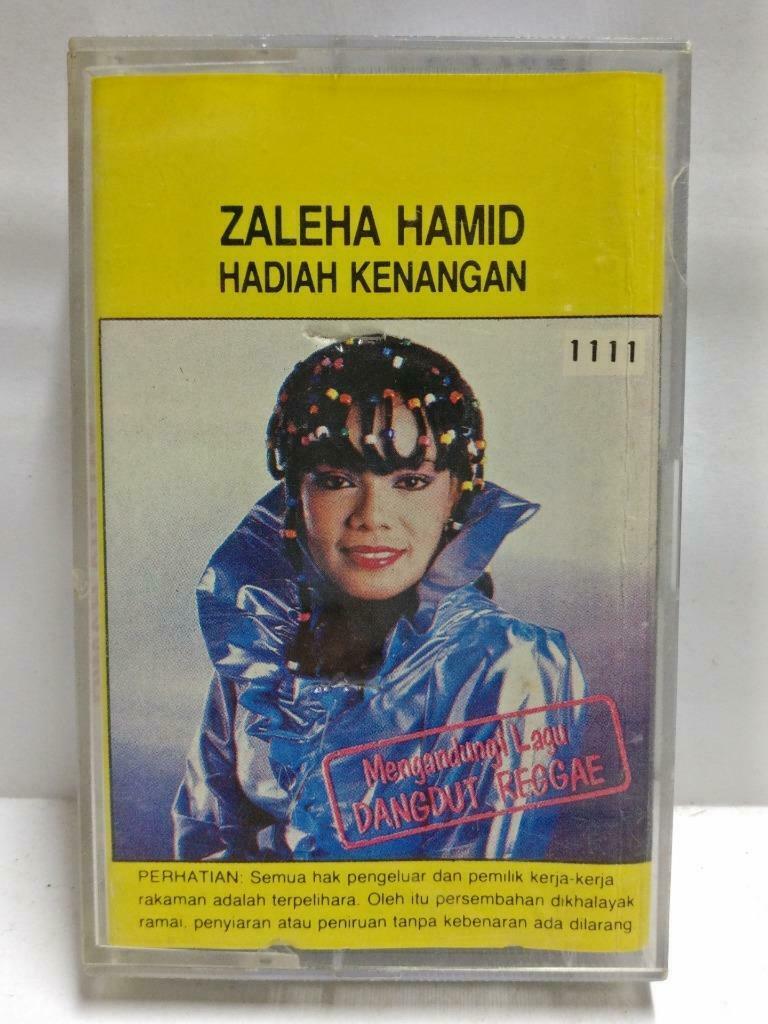 ZALEHA HAMID
HADIAH KENANGAN
1111
Mengandungi Lagu
DANGDUT REGGAE
PERHATIAN: Semua hak pengeluar dan pemilik kerja-kerja
rakaman adalah terpelihara. Oleh itu persembahan dikhalayak
ramai, penyiaran atau peniruan tanpa kebenaran ada dilarang